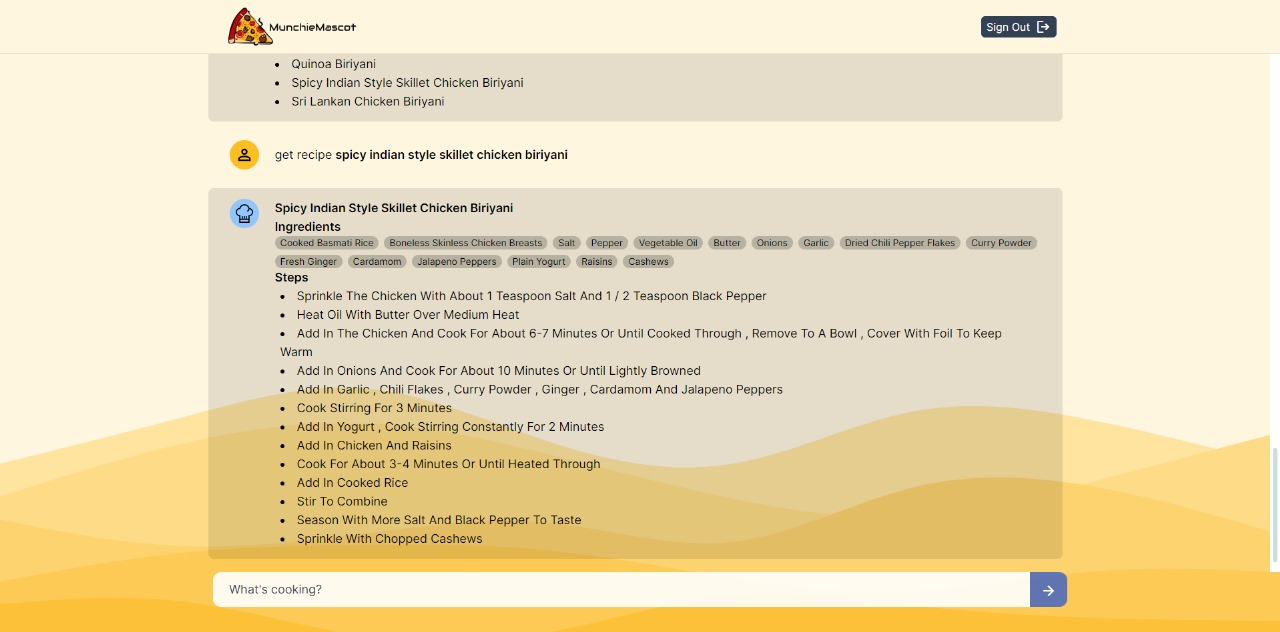 MunchieMascot
Sign Out
• Quinoa Biriyani
• Spicy Indian Style Skillet Chicken Biriyani
• Sri Lankan Chicken Biriyani
get recipe spicy indian style skillet chicken biriyani
Spicy Indian Style Skillet Chicken Biriyani
Ingredients
Cooked Basmati Rice Boneless Skinless Chicken Breasts Salt Pepper Vegetable Oil Butter Onions Garlic Dried Chili Pepper Flakes Curry Powder
Fresh Ginger Cardamom Jalapeno Peppers Plain Yogurt Raisins Cashews
Steps
• Sprinkle The Chicken With About 1 Teaspoon Salt And 1 / 2 Teaspoon Black Pepper
• Heat Oil With Butter Over Medium Heat
• Add In The Chicken And Cook For About 6-7 Minutes Or Until Cooked Through , Remove To A Bowl , Cover With Foil To Keep
Warm
• Add In Onions And Cook For About 10 Minutes Or Until Lightly Browned
• Add In Garlic , Chili Flakes , Curry Powder , Ginger , Cardamom And Jalapeno Peppers
• Cook Stirring For 3 Minutes
• Add In Yogurt , Cook Stirring Constantly For 2 Minutes
• Add In Chicken And Raisins
• Cook For About 3-4 Minutes Or Until Heated Through
• Add In Cooked Rice
• Stir To Combine
• Season With More Salt And Black Pepper To Taste
• Sprinkle With Chopped Cashews
What's cooking?